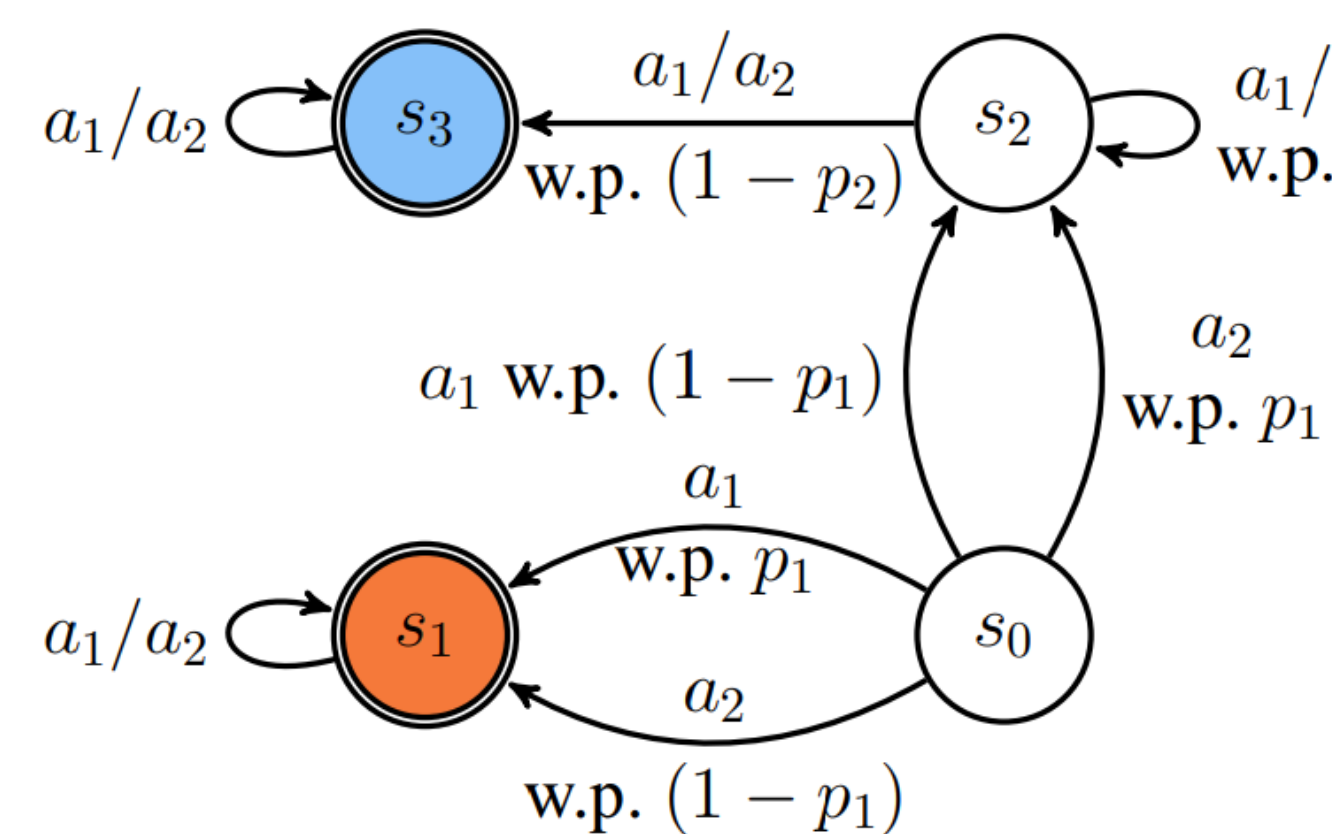 a₁/a₂
s₃
a₁/a₂
w.p. (1 − p₂)
s₂
a₁/
w.p.
a₁ w.p. (1 − p₁)
a₂
w.p. p₁
a₁
w.p. p₁
a₁/a₂
s₁
s₀
a₂
w.p. (1 − p₁)